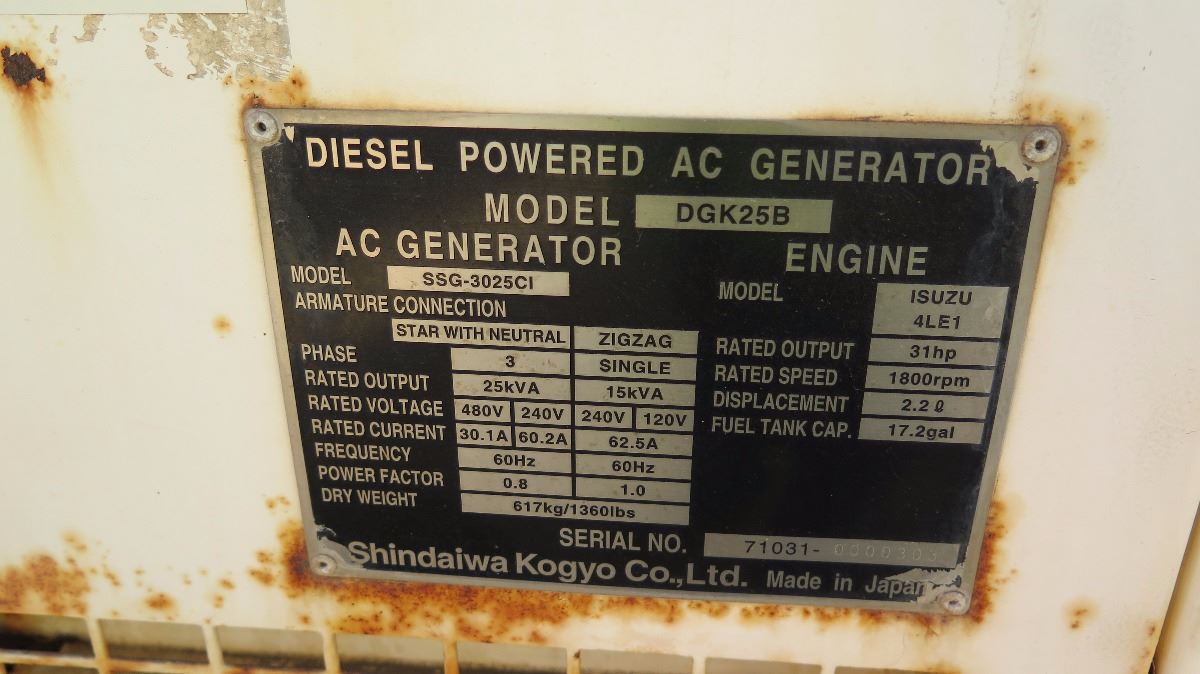 DIESEL POWERED AC GENERATOR
MODEL DGK25B
AC GENERATOR
MODEL SSG-3025CI
ARMATURE CONNECTION
STAR WITH NEUTRAL ZIGZAG
PHASE 3 SINGLE
RATED OUTPUT 25kVA 15kVA
RATED VOLTAGE 480V 240V 240V 120V
RATED CURRENT 30.1A 60.2A 62.5A
FREQUENCY 60Hz 60Hz
POWER FACTOR 0.8 1.0
DRY WEIGHT 617kg/1360lbs
ENGINE
MODEL ISUZU
4LE1
RATED OUTPUT 31hp
RATED SPEED 1800rpm
DISPLACEMENT 2.2ℓ
FUEL TANK CAP. 17.2gal
SERIAL NO. 71031- 0000303
Shindaiwa Kogyo Co.,Ltd. Made in Japan